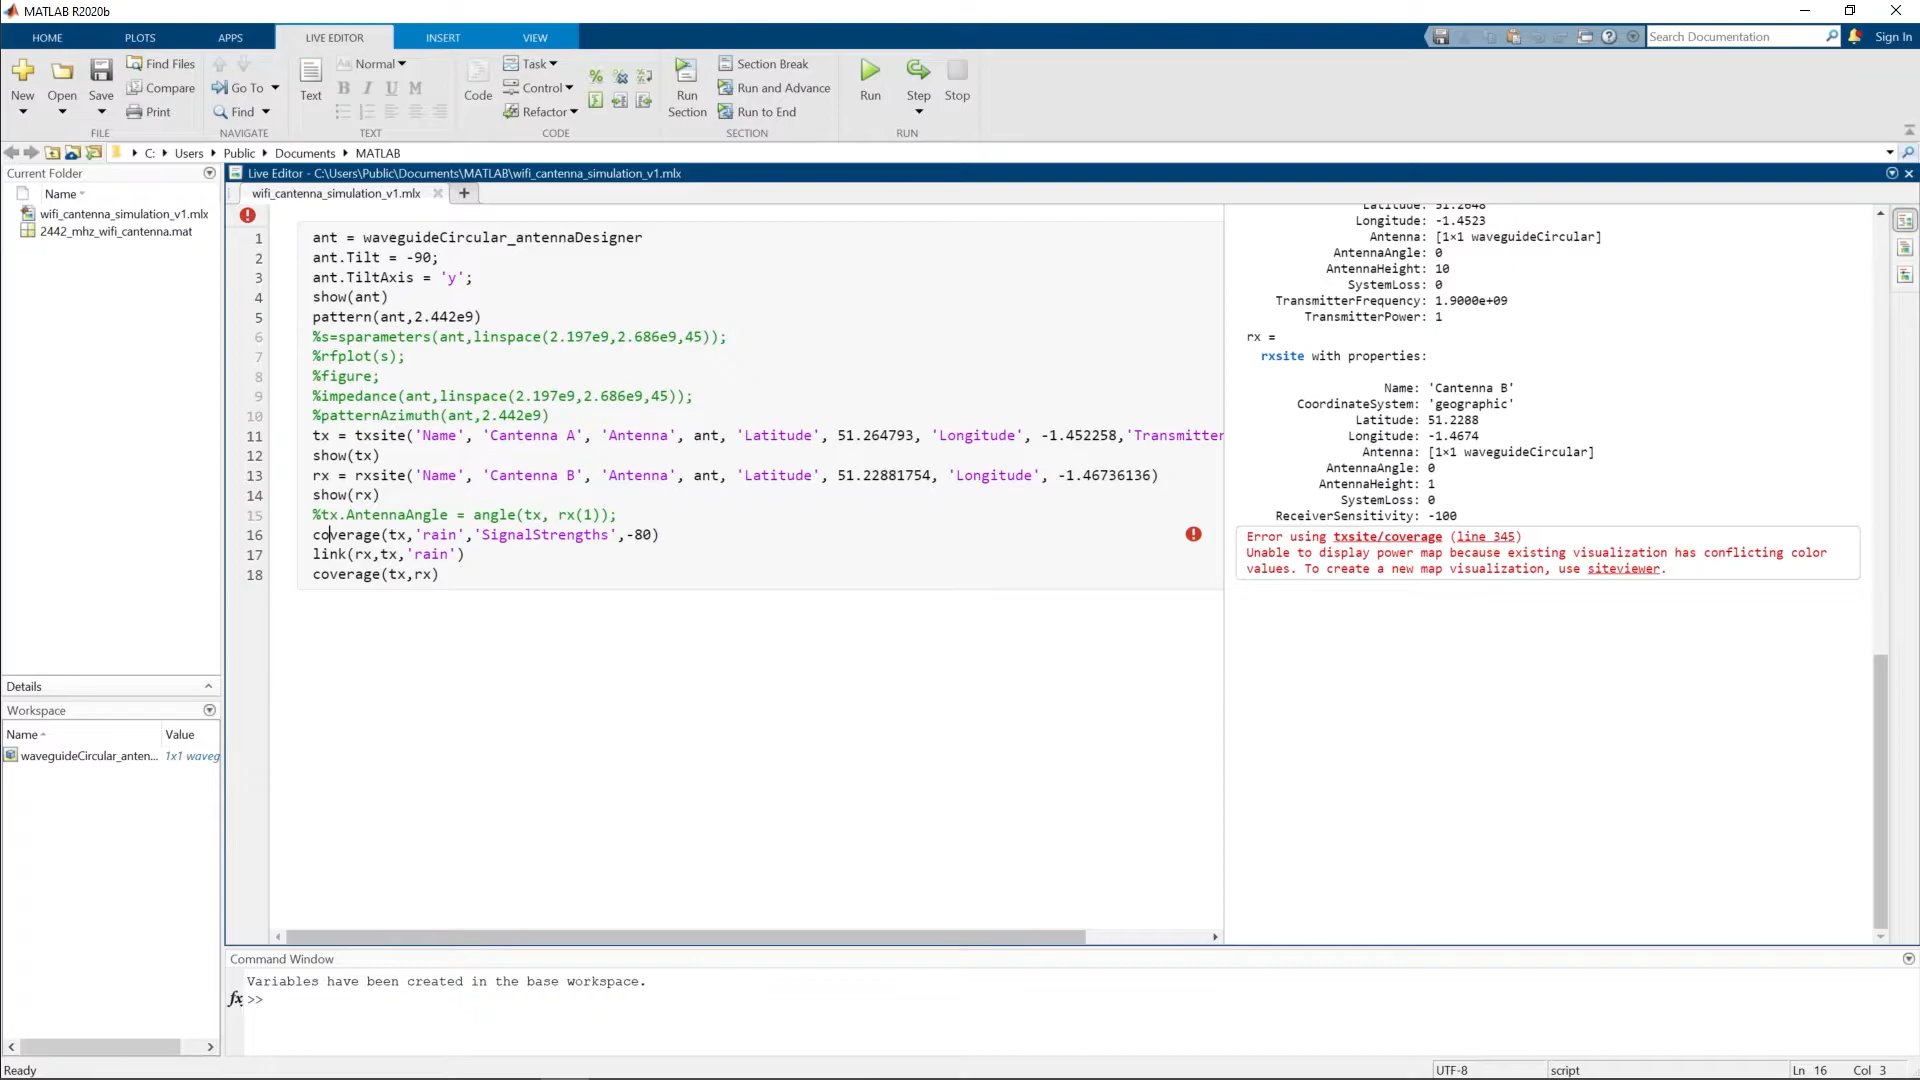 MATLAB R2020b
HOME PLOTS APPS LIVE EDITOR INSERT VIEW
Search Documentation
Sign In
New
Open
Save
Find Files
Compare
Print
FILE
Go To
Find
NAVIGATE
Text
Normal
B I U M
TEXT
Code
Task
Control
Refactor
CODE
Run
Section
Section Break
Run and Advance
Run to End
SECTION
Run
Step
Stop
RUN
C: Users Public Documents MATLAB
Current Folder
Name
wifi_cantenna_simulation_v1.mlx
2442_mhz_wifi_cantenna.mat
Details
Workspace
Name Value
waveguideCircular_anten... 1x1 waveg
Live Editor - C:\Users\Public\Documents\MATLAB\wifi_cantenna_simulation_v1.mlx
wifi_cantenna_simulation_v1.mlx
1 ant = waveguideCircular_antennaDesigner
2 ant.Tilt = -90;
3 ant.TiltAxis = 'y';
4 show(ant)
5 pattern(ant,2.442e9)
6 %s=sparameters(ant,linspace(2.197e9,2.686e9,45));
7 %rfplot(s);
8 %figure;
9 %impedance(ant,linspace(2.197e9,2.686e9,45));
10 %patternAzimuth(ant,2.442e9)
11 tx = txsite('Name', 'Cantenna A', 'Antenna', ant, 'Latitude', 51.264793, 'Longitude', -1.452258,'Transmitter
12 show(tx)
13 rx = rxsite('Name', 'Cantenna B', 'Antenna', ant, 'Latitude', 51.22881754, 'Longitude', -1.46736136)
14 show(rx)
15 %tx.AntennaAngle = angle(tx, rx(1));
16 coverage(tx,'rain','SignalStrengths',-80)
17 link(rx,tx,'rain')
18 coverage(tx,rx)
Latitude: 51.2648
Longitude: -1.4523
Antenna: [1×1 waveguideCircular]
AntennaAngle: 0
AntennaHeight: 10
SystemLoss: 0
TransmitterFrequency: 1.9000e+09
TransmitterPower: 1
rx =
rxsite with properties:
Name: 'Cantenna B'
CoordinateSystem: 'geographic'
Latitude: 51.2288
Longitude: -1.4674
Antenna: [1×1 waveguideCircular]
AntennaAngle: 0
AntennaHeight: 1
SystemLoss: 0
ReceiverSensitivity: -100
Error using txsite/coverage (line 345)
Unable to display power map because existing visualization has conflicting color
values. To create a new map visualization, use siteviewer.
Command Window
Variables have been created in the base workspace.
fx >>
Ready
UTF-8
script
Ln 16 Col 3